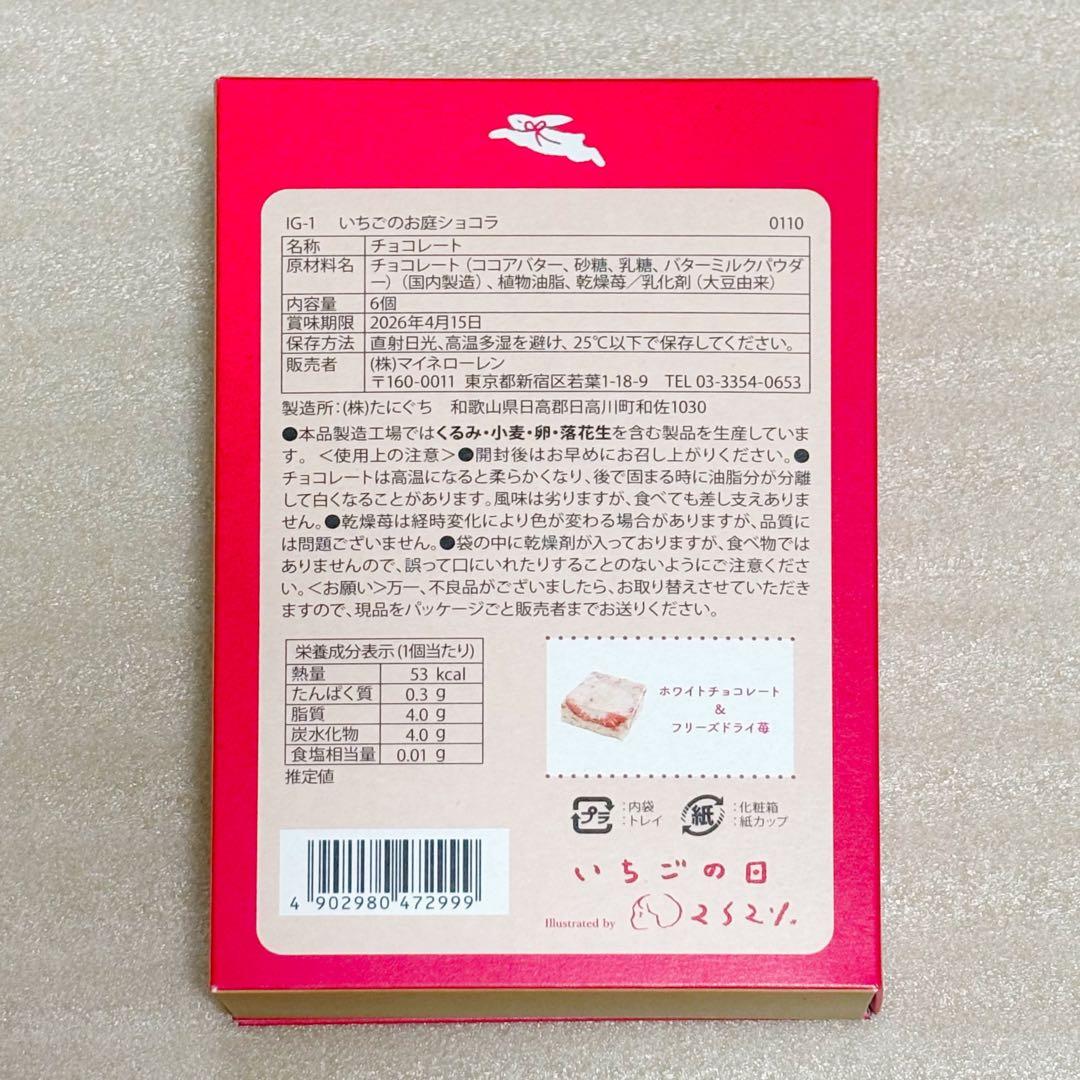 IG-1 いちごのお庭ショコラ 0110
名称 チョコレート
原材料名 チョコレート（ココアバター、砂糖、乳糖、バターミルクパウダ
ー）（国内製造）、植物油脂、乾燥苺／乳化剤（大豆由来）
内容量 6個
賞味期限 2026年4月15日
保存方法 直射日光、高温多湿を避け、25℃以下で保存してください。
販売者 (株)マイネローレン
〒160-0011 東京都新宿区若葉1-18-9 TEL 03-3354-0653
製造所：(株)たにぐち 和歌山県日高郡日高川町和佐1030
●本品製造工場ではくるみ・小麦・卵・落花生を含む製品を生産していま
す。＜使用上の注意＞●開封後はお早めにお召し上がりください。●
チョコレートは高温になると柔らかくなり、後で固まる時に油脂分が分離
して白くなることがあります。風味は劣りますが、食べても差し支えありま
せん。●乾燥苺は経時変化により色が変わる場合がありますが、品質に
は問題ございません。●袋の中に乾燥剤が入っておりますが、食べ物では
ありませんので、誤って口にいれたりすることのないようにご注意くださ
い。＜お願い＞万一、不良品がございましたら、お取り替えさせていただき
ますので、現品をパッケージごと販売者までお送りください。
栄養成分表示(1個当たり)
熱量 53 kcal
たんぱく質 0.3 g
脂質 4.0 g
炭水化物 4.0 g
食塩相当量 0.01 g
推定値
ホワイトチョコレート
&
フリーズドライ苺
プラ ：内袋
：トレイ
紙 ：化粧箱
：紙カップ
4 902980 472999
いちごの日
Illustrated by